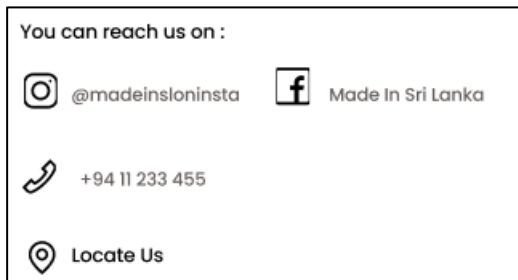 You can reach us on :
@madeinsloninsta Made In Sri Lanka
+94 11 233 455
Locate Us